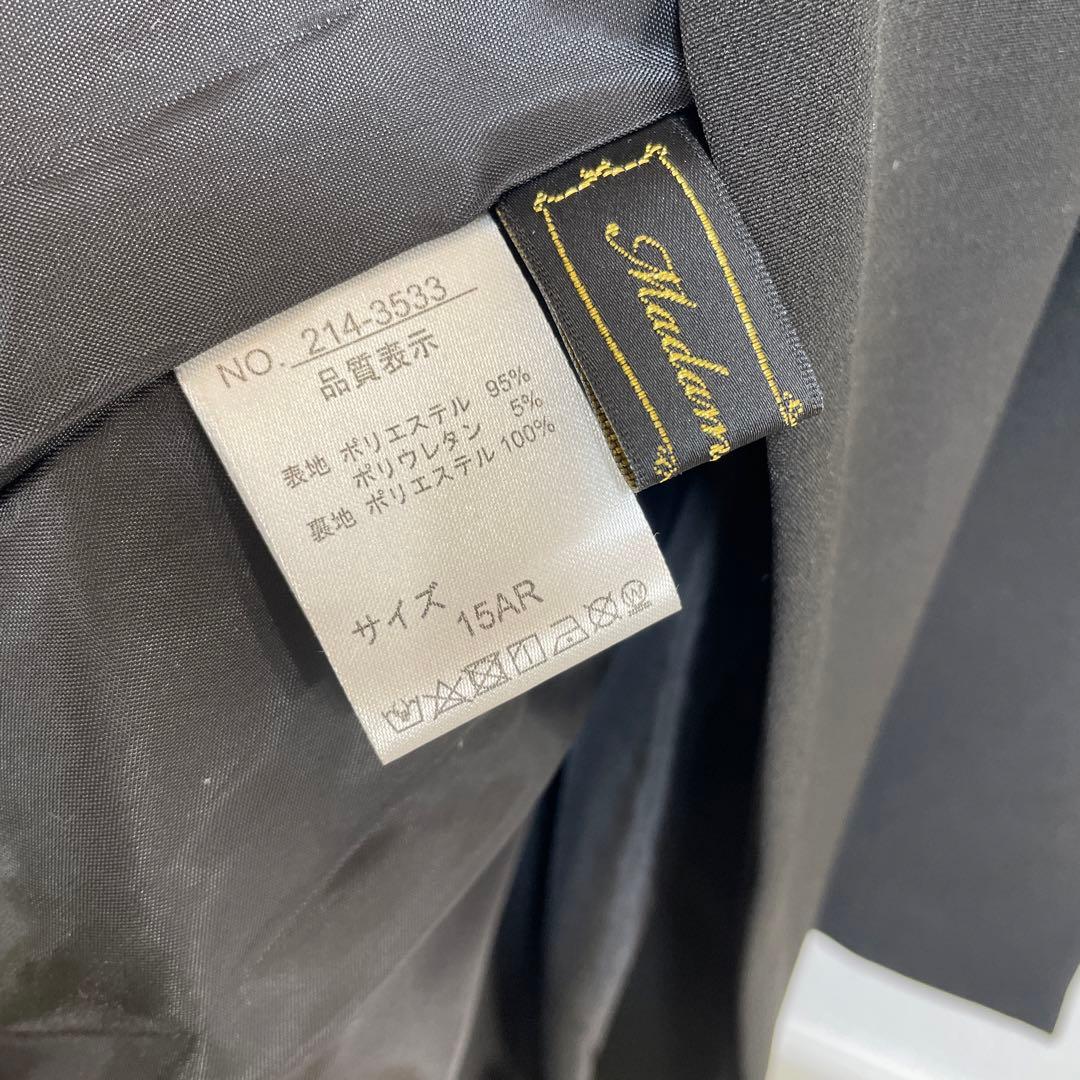 NO. 214-3533
品質表示
表地 ポリエステル 95%
ポリウレタン 5%
裏地 ポリエステル 100%
サイズ 15AR
W
Madam